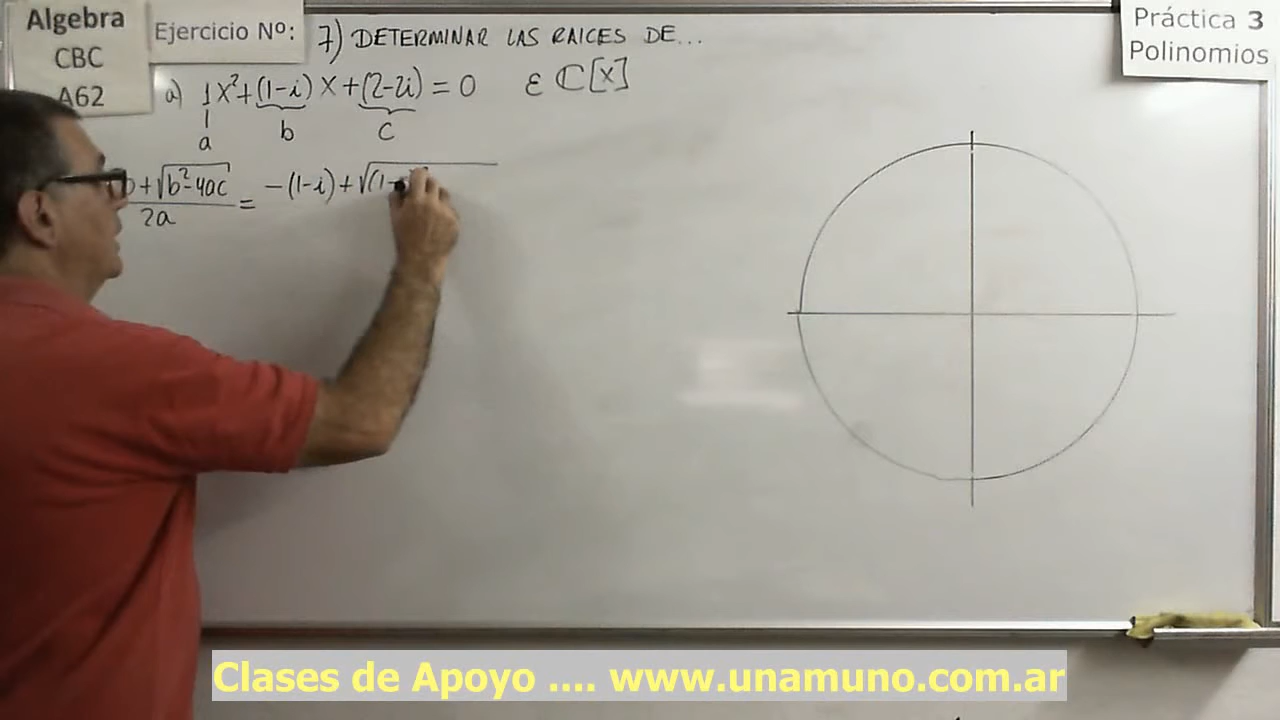 Algebra
CBC
A62
Ejercicio Nº:
7) DETERMINAR LAS RAICES DE...
Práctica 3
Polinomios
a) 1x²+(1-i)x+(2-2i)=0 ∈ ℂ[x]
a b c
b+√b²-4ac = -(1-i)+√(1-
2a
Clases de Apoyo .... www.unamuno.com.ar